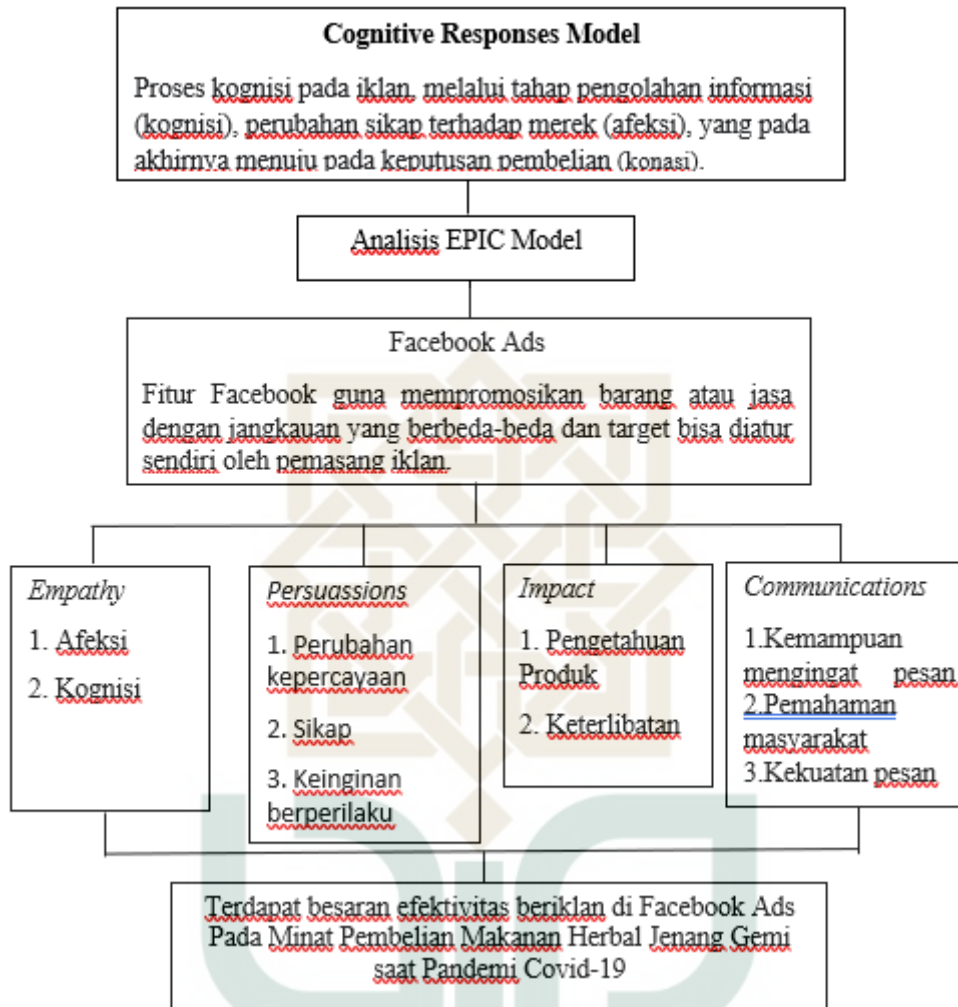 Cognitive Responses Model
Proses kognisi pada iklan, melalui tahap pengolahan informasi
(kognisi), perubahan sikap terhadap merek (afeksi), yang pada
akhirnya menuju pada keputusan pembelian (konasi).
Analisis EPIC Model
Facebook Ads
Fitur Facebook guna mempromosikan barang atau jasa
dengan jangkauan yang berbeda-beda dan target bisa diatur
sendiri oleh pemasang iklan.
Empathy
1. Afeksi
2. Kognisi
Persuassions
1. Perubahan
kepercayaan
2. Sikap
3. Keinginan
berperilaku
Impact
1. Pengetahuan
Produk
2. Keterlibatan
Communications
1.Kemampuan
mengingat pesan
2.Pemahaman
masyarakat
3.Kekuatan pesan
Terdapat besaran efektivitas beriklan di Facebook Ads
Pada Minat Pembelian Makanan Herbal Jenang Gemi
saat Pandemi Covid-19